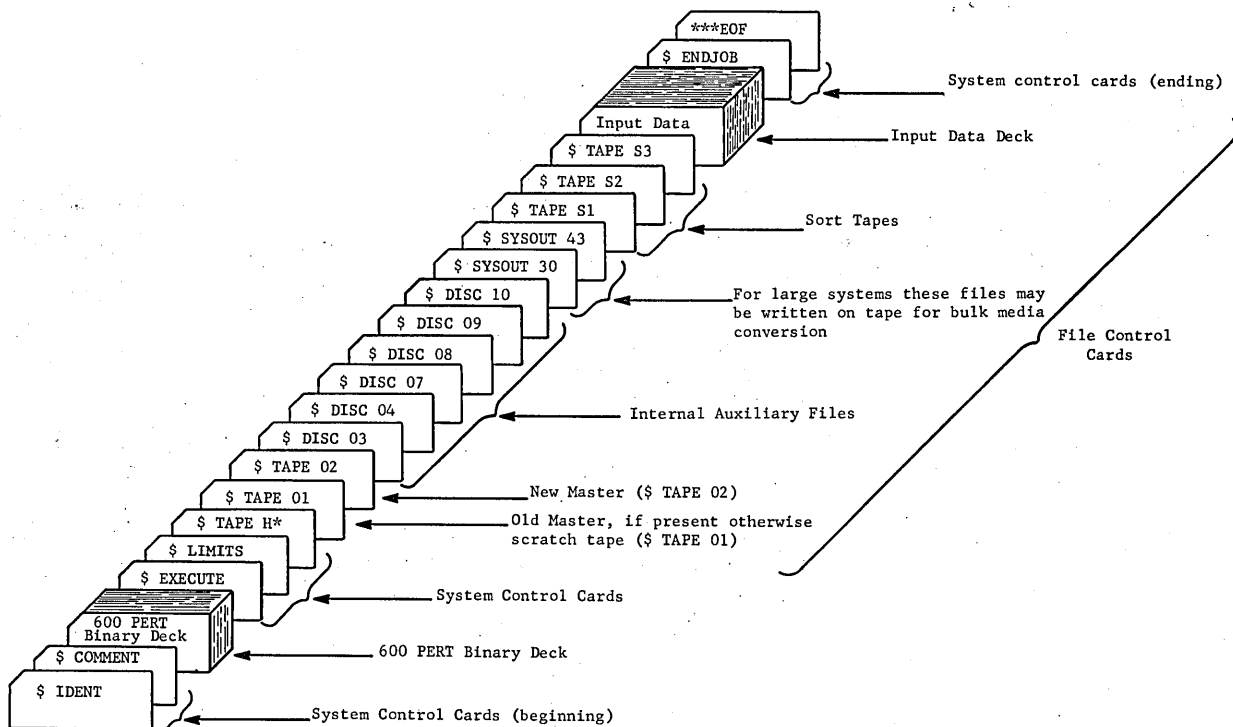 ***EOF
$ ENDJOB
System control cards (ending)
Input Data
Input Data Deck
$ TAPE S3
$ TAPE S2
$ TAPE S1
Sort Tapes
$ SYSOUT 43
$ SYSOUT 30
$ DISC 10
For large systems these files may
be written on tape for bulk media
conversion
$ DISC 09
File Control
Cards
$ DISC 08
$ DISC 07
$ DISC 04
Internal Auxiliary Files
$ DISC 03
$ TAPE 02
New Master ($ TAPE 02)
$ TAPE 01
$ TAPE H*
Old Master, if present otherwise
scratch tape ($ TAPE 01)
$ LIMITS
$ EXECUTE
System Control Cards
600 PERT
Binary Deck
600 PERT Binary Deck
$ COMMENT
$ IDENT
System Control Cards (beginning)